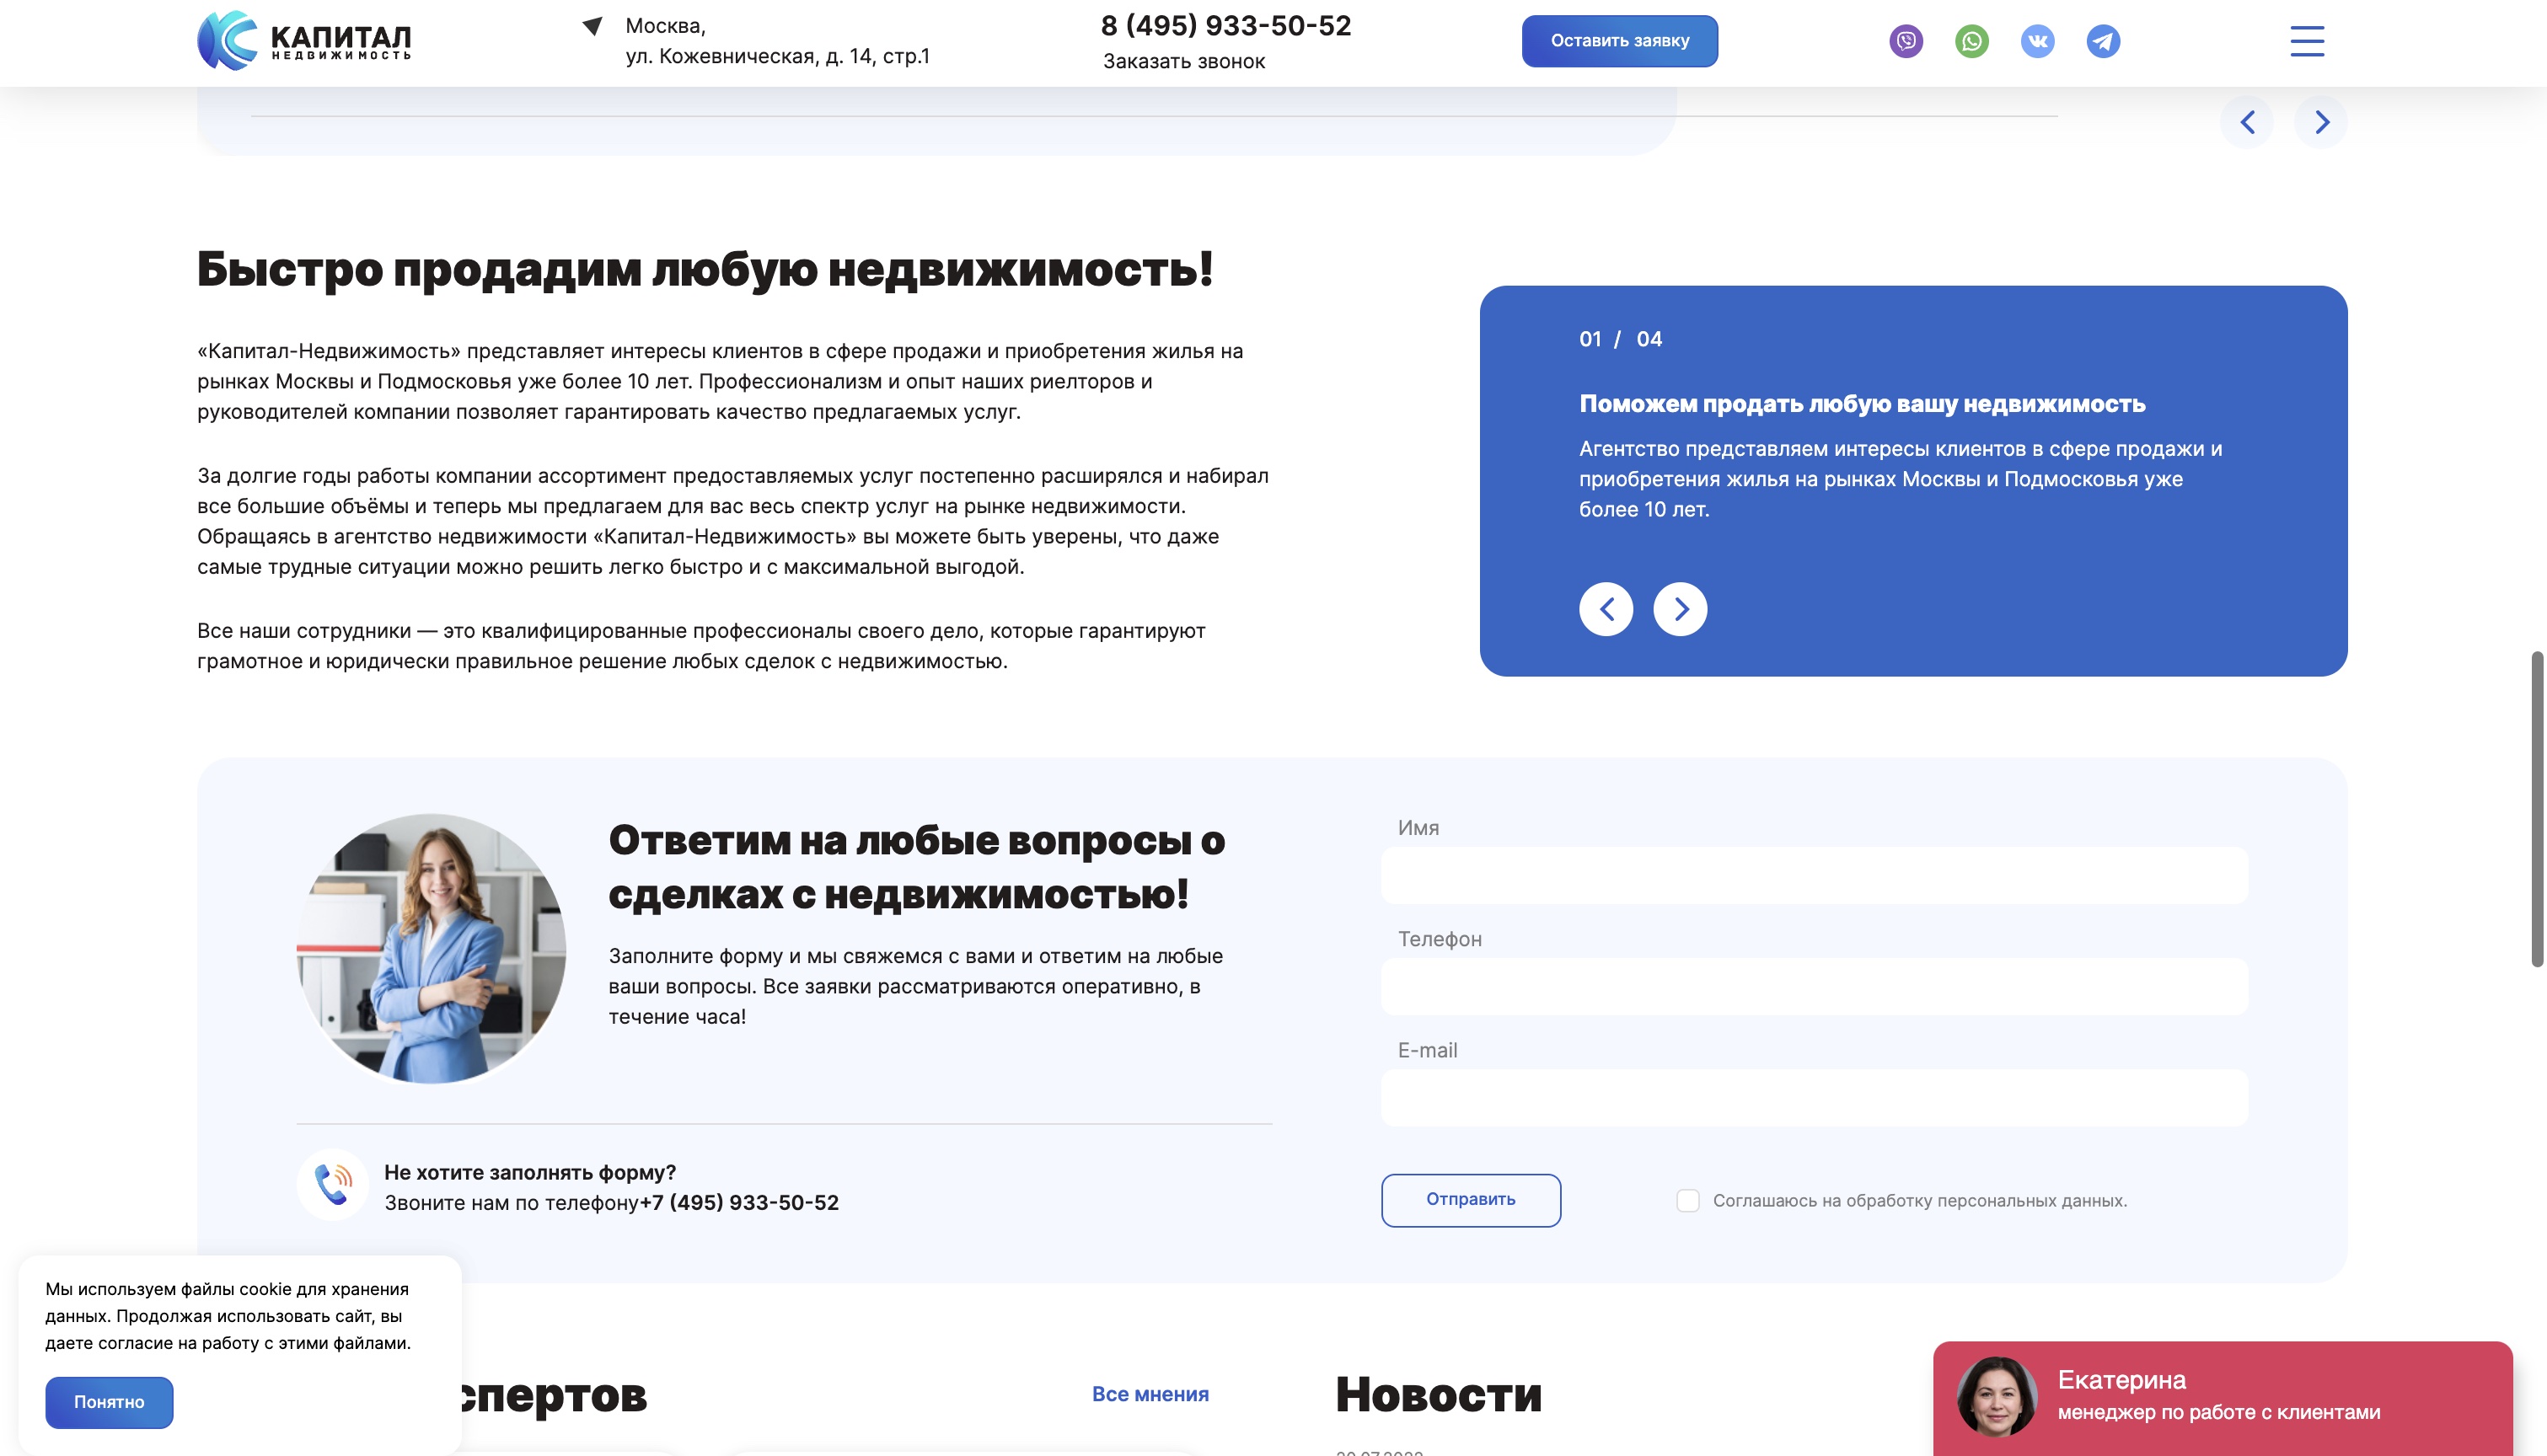 КАПИТАЛ
НЕДВИЖИМОСТЬ
Москва,
ул. Кожевническая, д. 14, стр.1
8 (495) 933-50-52
Заказать звонок
Оставить заявку
Быстро продадим любую недвижимость!
«Капитал-Недвижимость» представляет интересы клиентов в сфере продажи и приобретения жилья на
рынках Москвы и Подмосковья уже более 10 лет. Профессионализм и опыт наших риелторов и
руководителей компании позволяет гарантировать качество предлагаемых услуг.
За долгие годы работы компании ассортимент предоставляемых услуг постепенно расширялся и набирал
все большие объёмы и теперь мы предлагаем для вас весь спектр услуг на рынке недвижимости.
Обращаясь в агентство недвижимости «Капитал-Недвижимость» вы можете быть уверены, что даже
самые трудные ситуации можно решить легко быстро и с максимальной выгодой.
Все наши сотрудники — это квалифицированные профессионалы своего дело, которые гарантируют
грамотное и юридически правильное решение любых сделок с недвижимостью.
01 / 04
Поможем продать любую вашу недвижимость
Агентство представляем интересы клиентов в сфере продажи и
приобретения жилья на рынках Москвы и Подмосковья уже
более 10 лет.
Ответим на любые вопросы о
сделках с недвижимостью!
Заполните форму и мы свяжемся с вами и ответим на любые
ваши вопросы. Все заявки рассматриваются оперативно, в
течение часа!
Не хотите заполнять форму?
Звоните нам по телефону+7 (495) 933-50-52
Имя
Телефон
E-mail
Отправить
Соглашаюсь на обработку персональных данных.
Мы используем файлы cookie для хранения
данных. Продолжая использовать сайт, вы
даете согласие на работу с этими файлами.
Понятно
спертов
Все мнения
Новости
Екатерина
менеджер по работе с клиентами